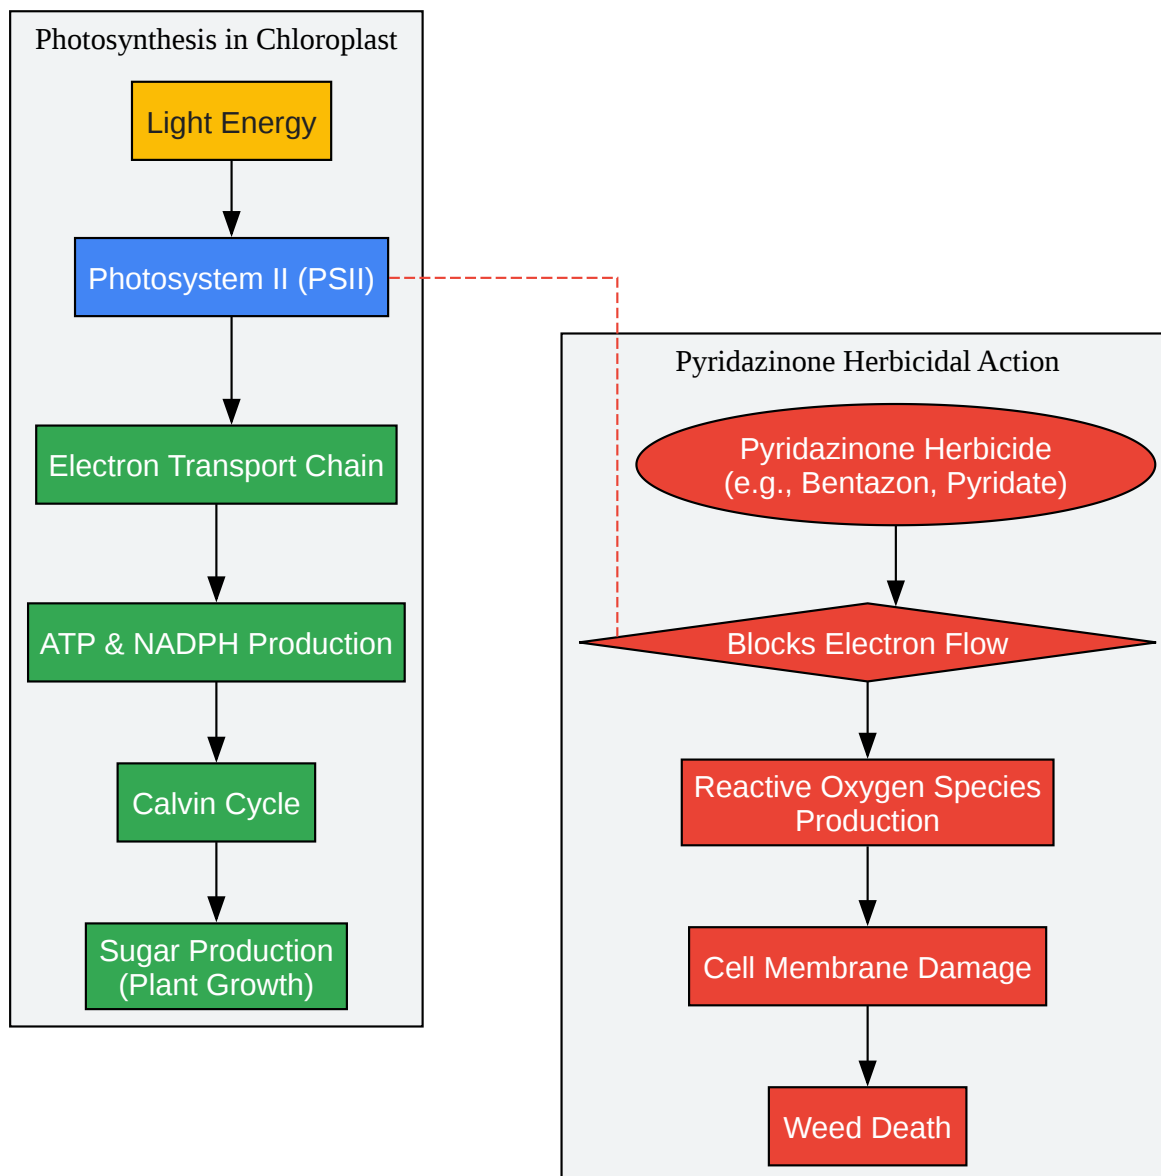 Photosynthesis in Chloroplast
Light Energy
Photosystem II (PSII)
Electron Transport Chain
ATP & NADPH Production
Calvin Cycle
Sugar Production
(Plant Growth)
Pyridazinone Herbicidal Action
Pyridazinone Herbicide
(e.g., Bentazon, Pyridate)
Blocks Electron Flow
Reactive Oxygen Species
Production
Cell Membrane Damage
Weed Death